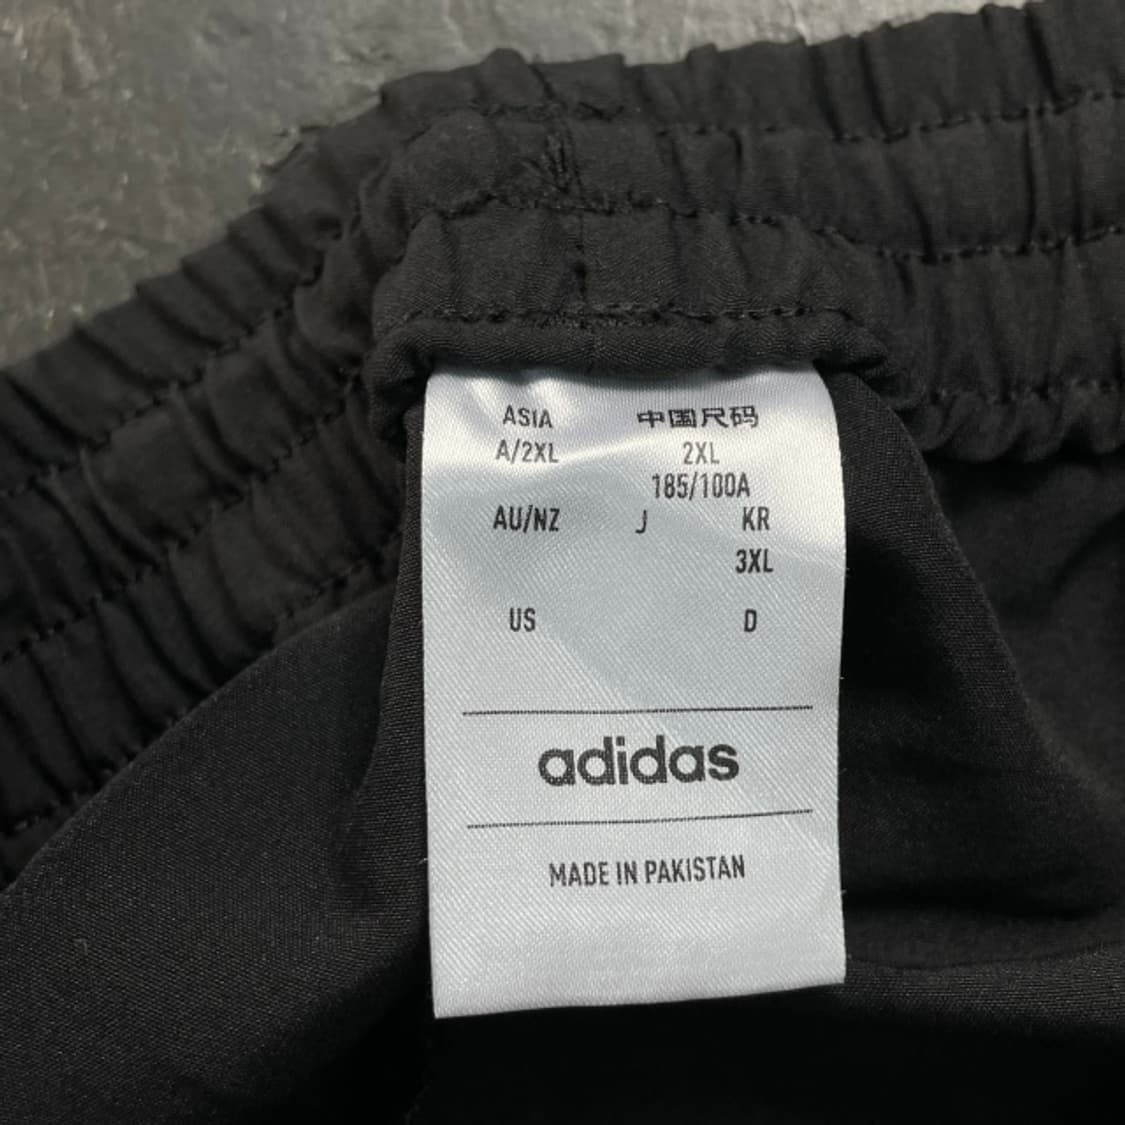 ASIA 中国尺码
A/2XL 2XL
185/100A
AU/NZ J KR
3XL
US D
adidas
MADE IN PAKISTAN